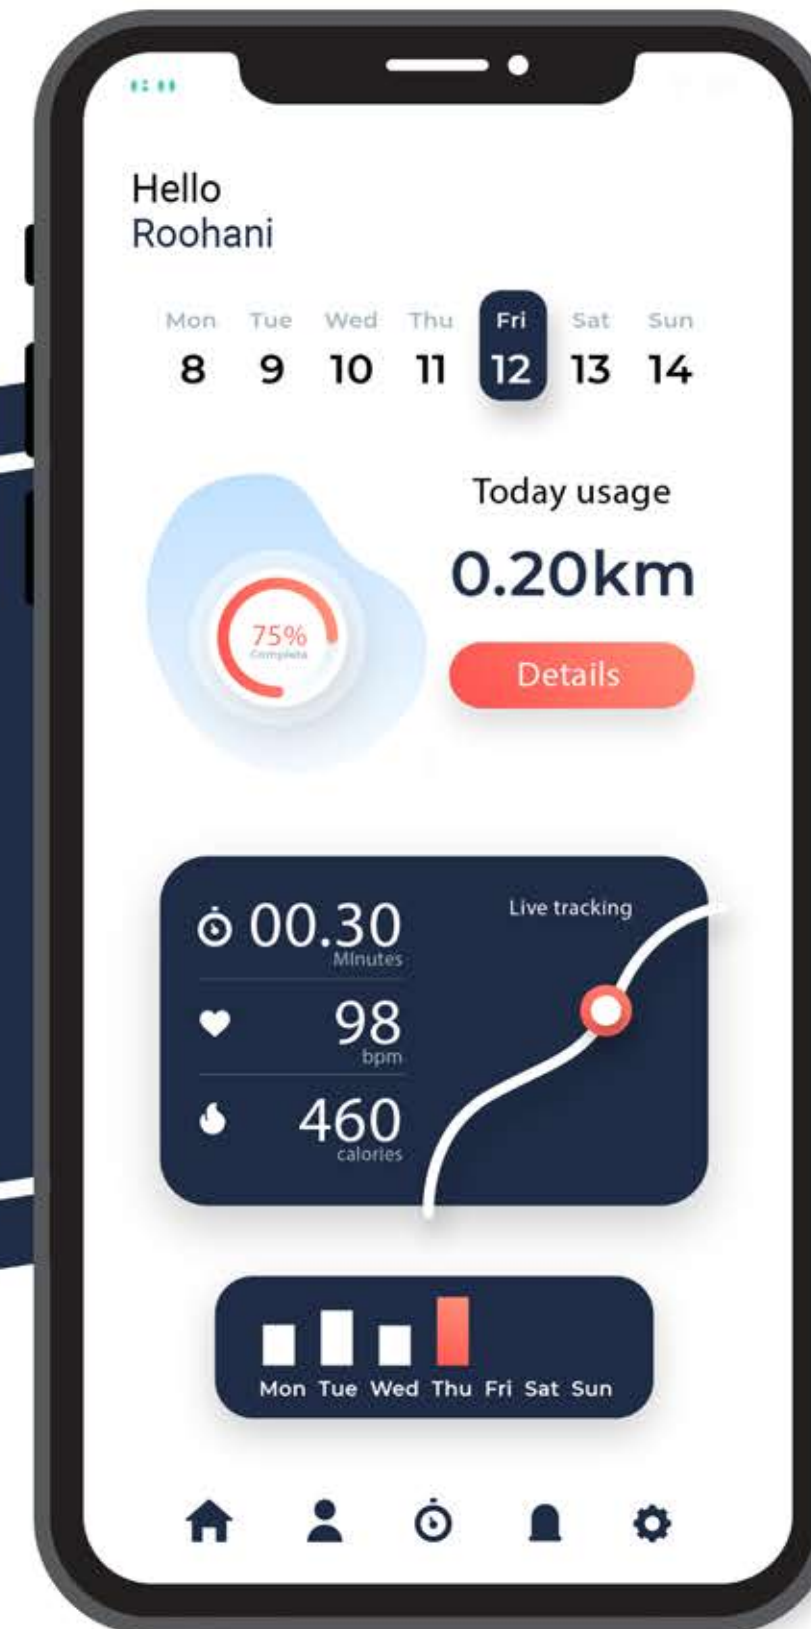 Hello
Roohani
Mon Tue Wed Thu Fri Sat Sun
8 9 10 11 12 13 14
Today usage
0.20km
75%
Complete
Details
00.30
Minutes
98
bpm
460
calories
Live tracking
Mon Tue Wed Thu Fri Sat Sun